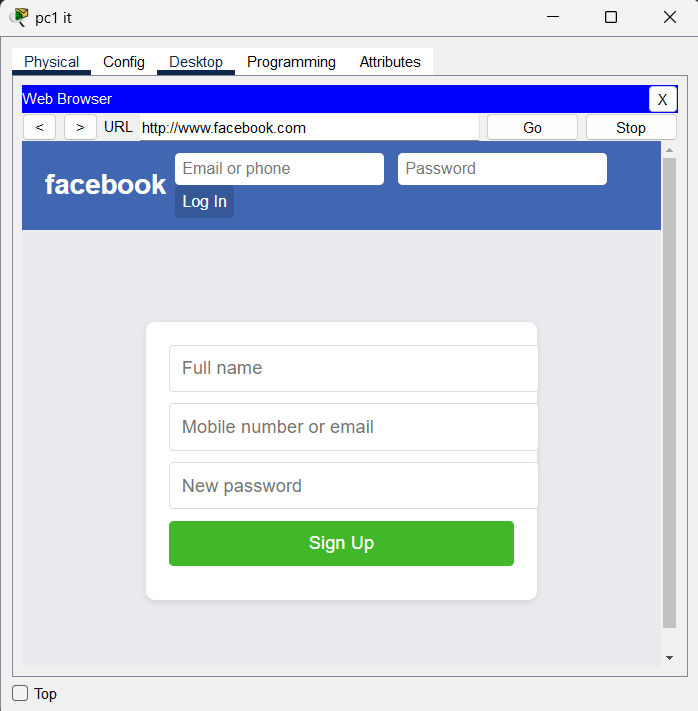 pc1 it
Physical Config Desktop Programming Attributes
Web Browser X
< > URL http://www.facebook.com Go Stop
facebook Email or phone Password
Log In
Full name
Mobile number or email
New password
Sign Up
Top